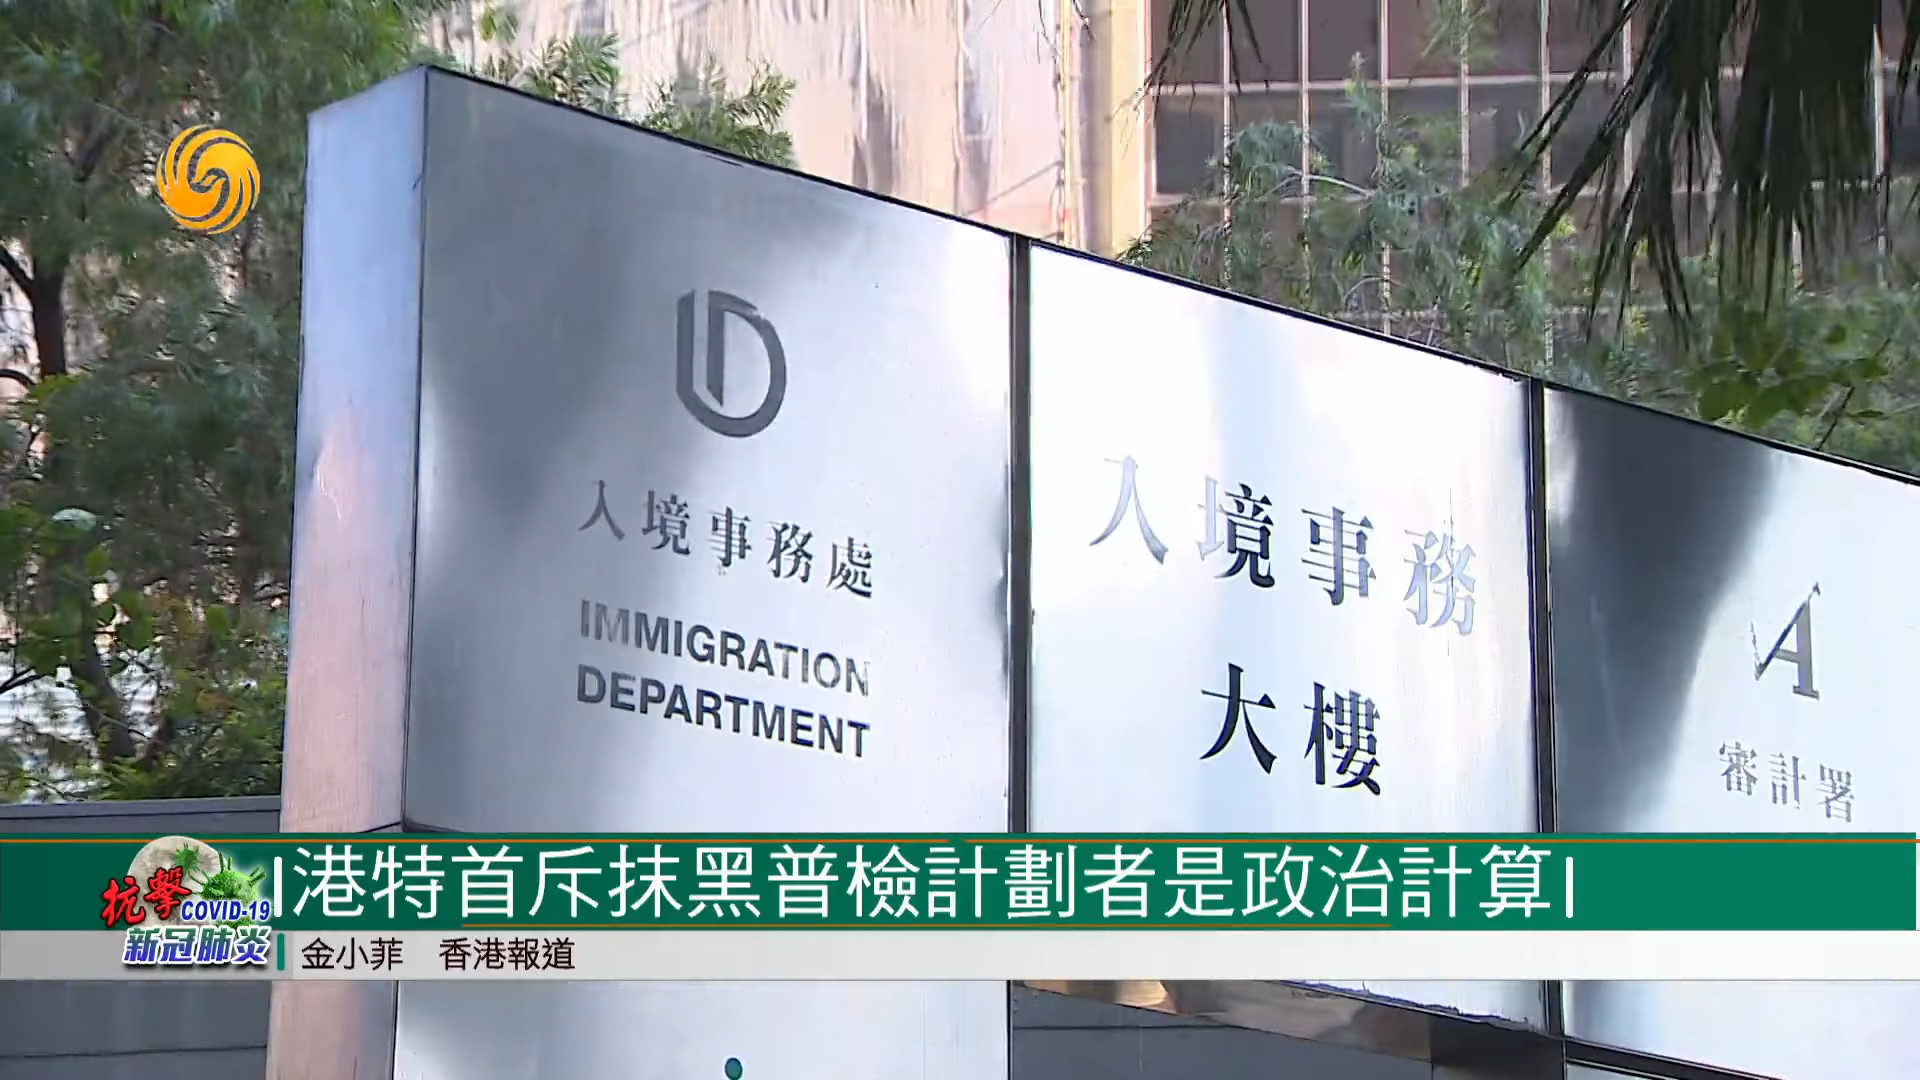 入境事務處
IMMIGRATION
DEPARTMENT
入境事務
大樓
A
審計署
港特首斥抹黑普檢計劃者是政治計算
抗擊
COVID-19
新冠肺炎
金小菲 香港報道